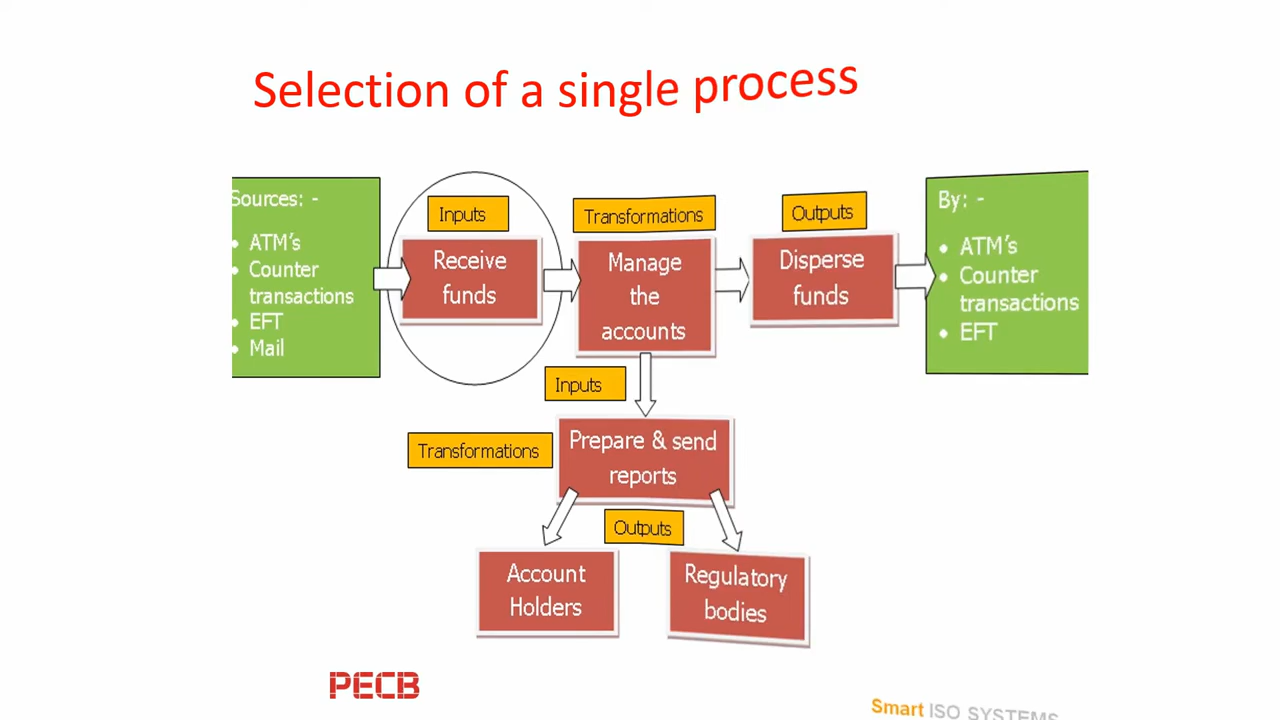 Selection of a single process
Sources: -
• ATM's
• Counter
transactions
• EFT
• Mail
Inputs
Receive
funds
Transformations
Manage
the
accounts
Outputs
Disperse
funds
By: -
• ATM's
• Counter
transactions
• EFT
Inputs
Transformations
Prepare & send
reports
Outputs
Account
Holders
Regulatory
bodies
PECB
Smart ISO SYSTEMS